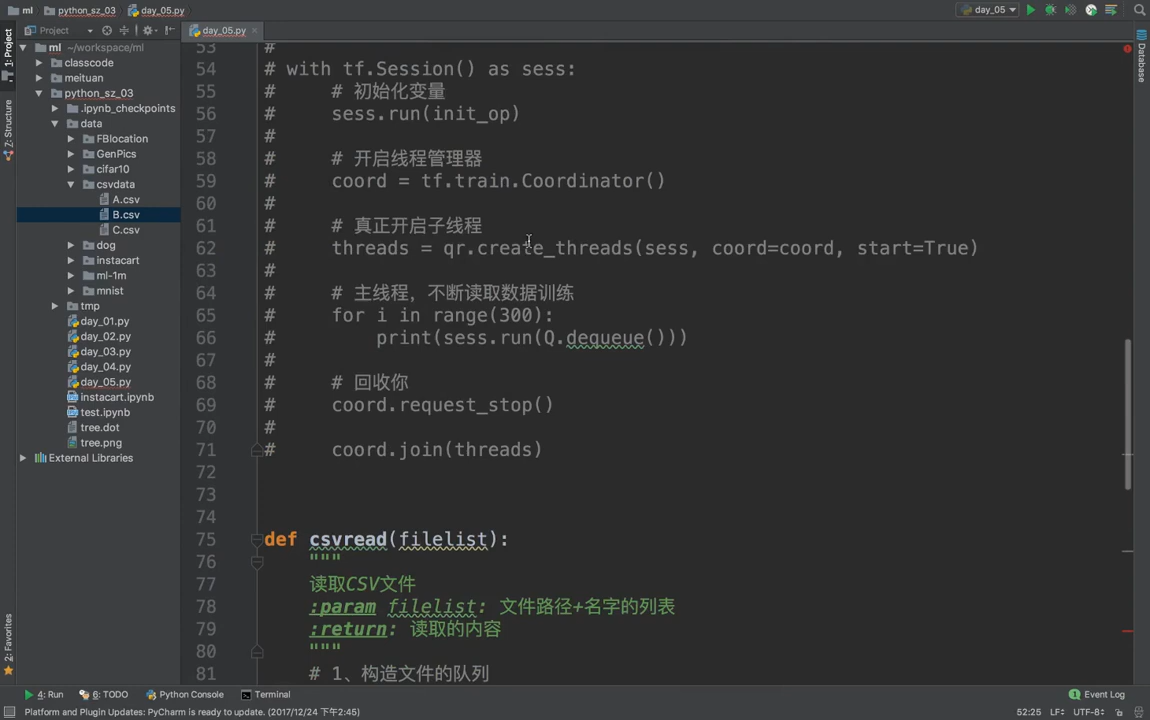 ml
python_sz_03
day_05.py
day_05
Project
day_05.py
1: Project
Z: Structure
2: Favorites
Database
ml ~/workspace/ml
classcode
meituan
python_sz_03
.ipynb_checkpoints
data
FBlocation
GenPics
cifar10
csvdata
A.csv
B.csv
C.csv
dog
instacart
ml-1m
mnist
tmp
day_01.py
day_02.py
day_03.py
day_04.py
day_05.py
instacart.ipynb
test.ipynb
tree.dot
tree.png
External Libraries
53 #
54 # with tf.Session() as sess:
55 #     # 初始化变量
56 #     sess.run(init_op)
57 #
58 #     # 开启线程管理器
59 #     coord = tf.train.Coordinator()
60 #
61 #     # 真正开启子线程
62 #     threads = qr.create_threads(sess, coord=coord, start=True)
63 #
64 #     # 主线程，不断读取数据训练
65 #     for i in range(300):
66 #         print(sess.run(Q.dequeue()))
67 #
68 #     # 回收你
69 #     coord.request_stop()
70 #
71 #     coord.join(threads)
72
73
74
75 def csvread(filelist):
76     """
77     读取CSV文件
78     :param filelist: 文件路径+名字的列表
79     :return: 读取的内容
80     """
81     # 1、构造文件的队列
4: Run
6: TODO
Python Console
Terminal
1 Event Log
Platform and Plugin Updates: PyCharm is ready to update. (2017/12/24 下午2:45)
52:25
LF÷
UTF-8÷